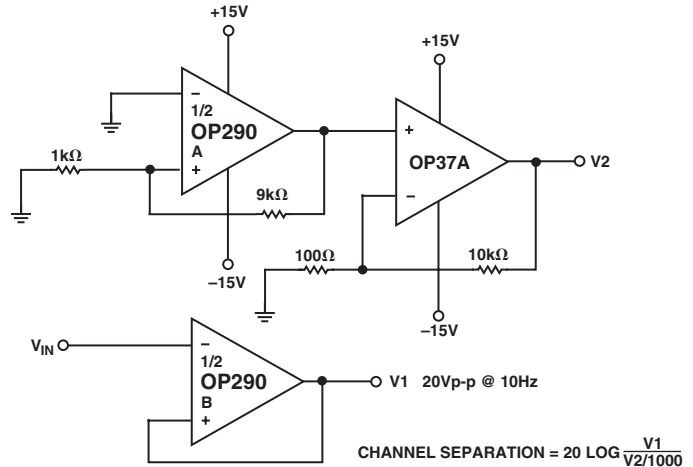 +15V
+15V
−
1/2
OP290
A
+
1kΩ
9kΩ
−15V
+
OP37A
−
V2
100Ω
10kΩ
−15V
VIN
−
1/2
OP290
B
+
V1 20Vp-p @ 10Hz
CHANNEL SEPARATION = 20 LOG V1
V2/1000